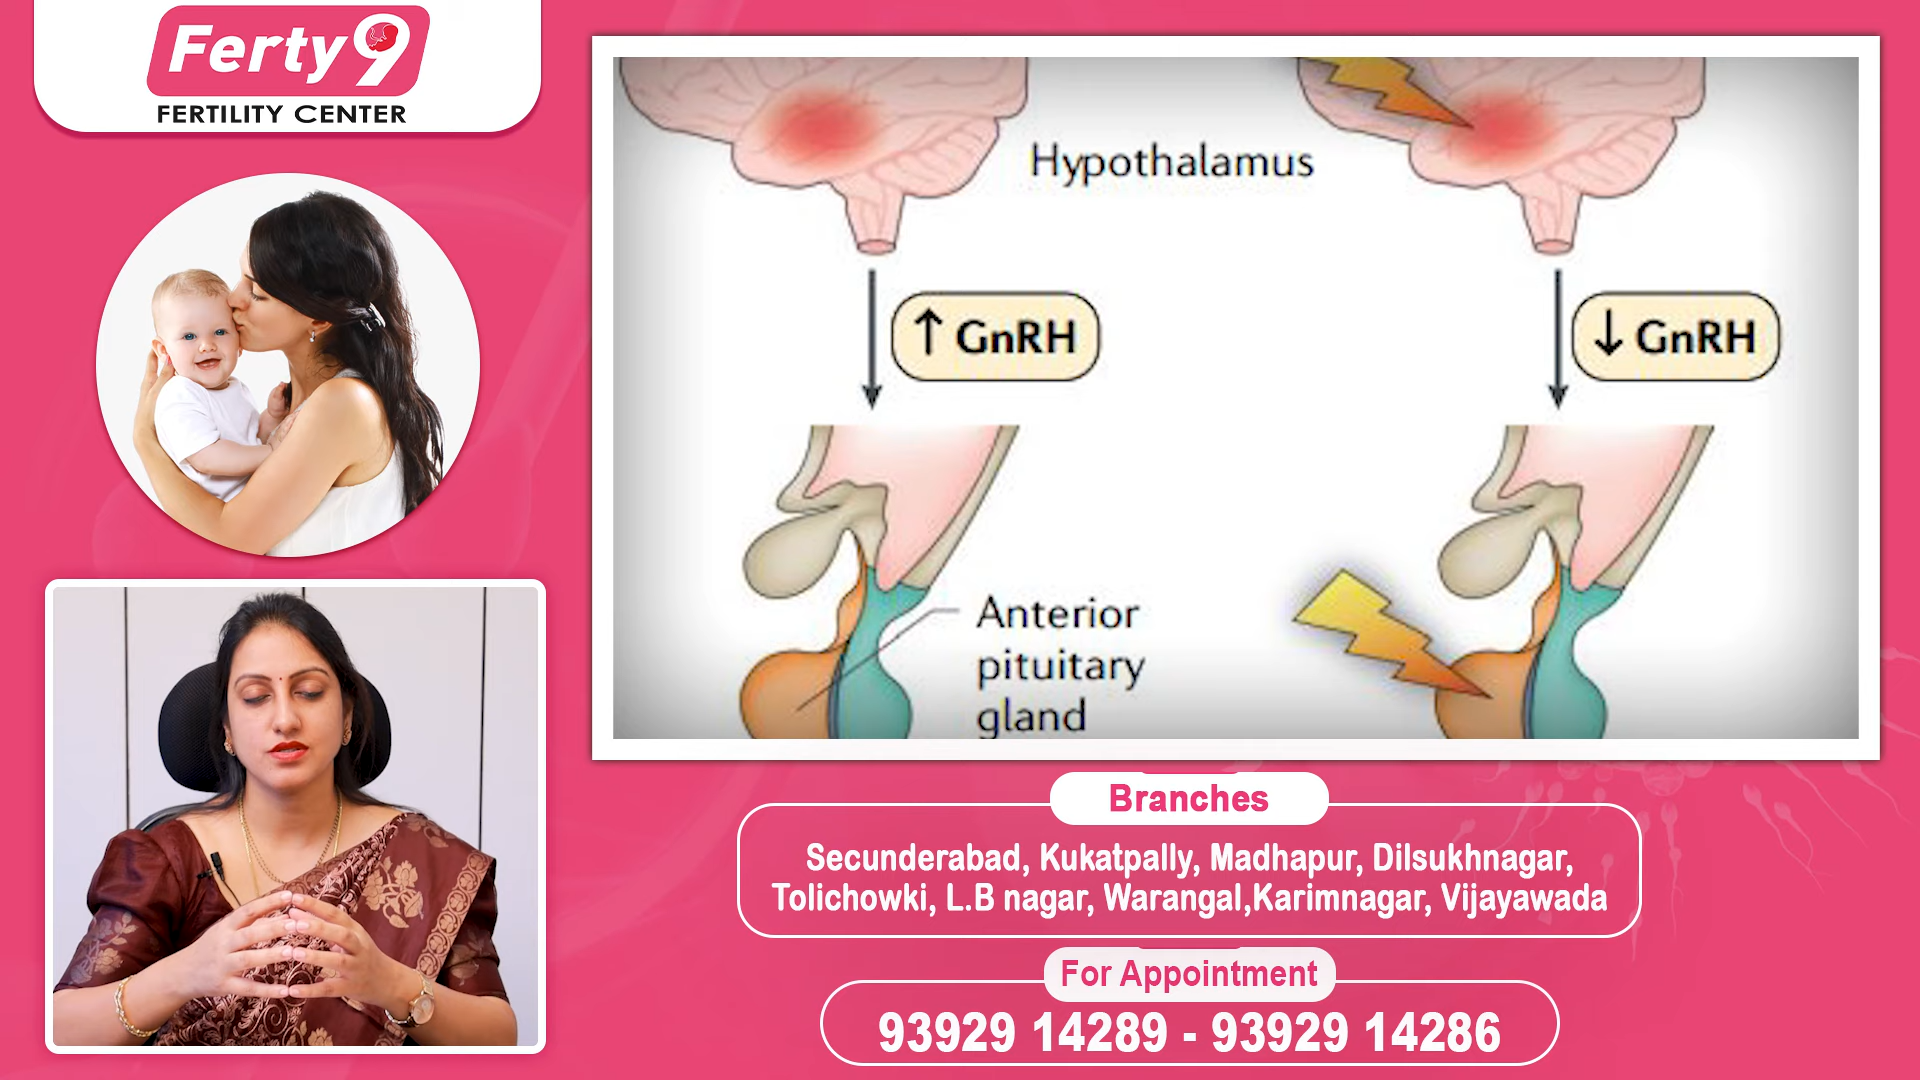 Ferty9
FERTILITY CENTER
Hypothalamus
↑ GnRH
↓ GnRH
Anterior
pituitary
gland
Branches
Secunderabad, Kukatpally, Madhapur, Dilsukhnagar,
Tolichowki, L.B nagar, Warangal,Karimnagar, Vijayawada
For Appointment
93929 14289 - 93929 14286